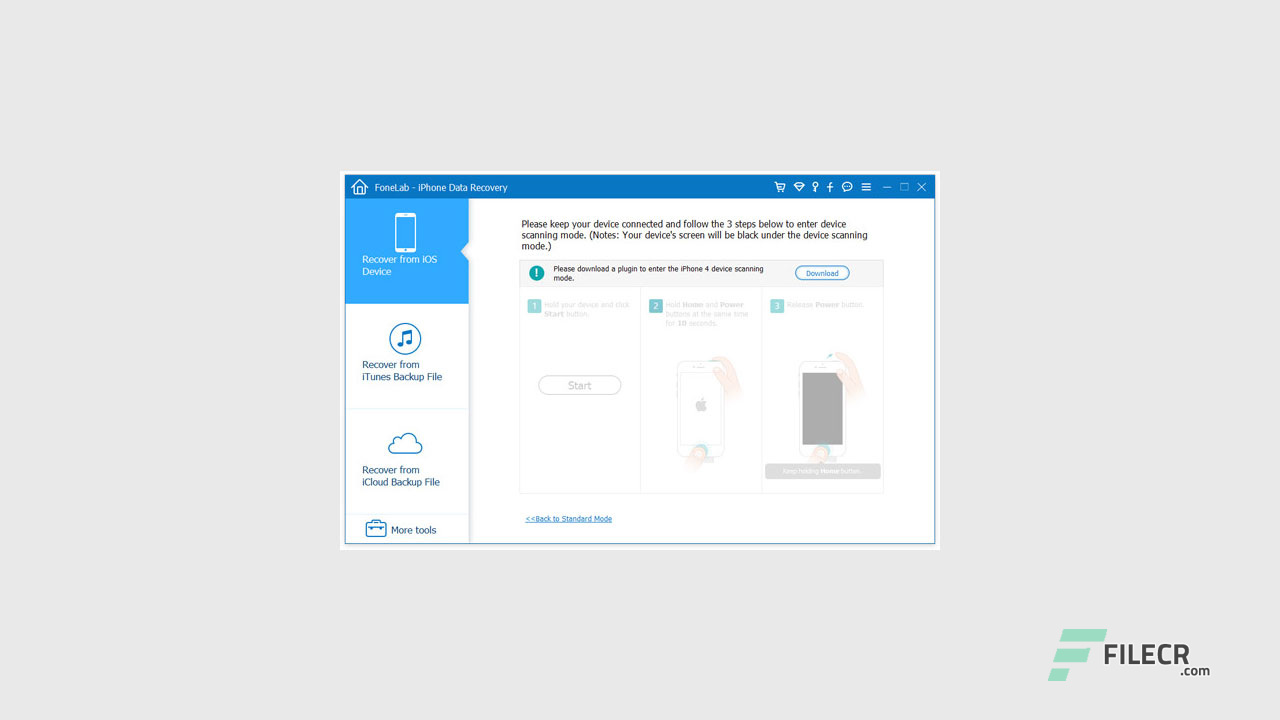 FoneLab - iPhone Data Recovery
Recover from iOS
Device
Recover from
iTunes Backup File
Recover from
iCloud Backup File
More tools
Please keep your device connected and follow the 3 steps below to enter device
scanning mode. (Notes: Your device's screen will be black under the device scanning
mode.)
Please download a plugin to enter the iPhone 4 device scanning
mode.
Download
1 Hold your device and click
Start button.
Start
2 Hold Home and Power
buttons at the same time
for 10 seconds.
3 Release Power button.
Keep holding Home button.
<<Back to Standard Mode
FILECR
.com